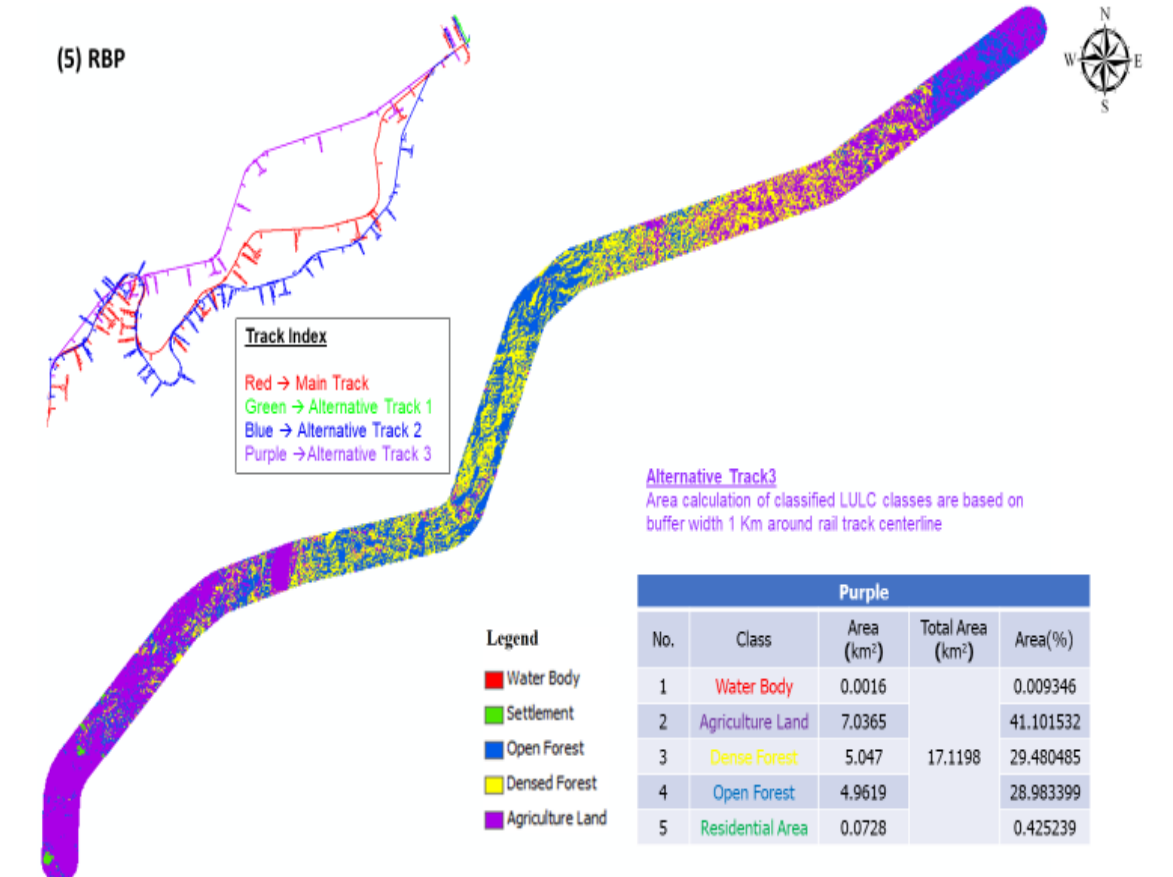 (5) RBP
N
W E
S
Track Index
Red → Main Track
Green → Alternative Track 1
Blue → Alternative Track 2
Purple →Alternative Track 3
Alternative Track3
Area calculation of classified LULC classes are based on
buffer width 1 Km around rail track centerline
Legend
Water Body
Settlement
Open Forest
Densed Forest
Agriculture Land
Purple
No. Class Area (km²) Total Area (km²) Area(%)
1 Water Body 0.0016 0.009346
2 Agriculture Land 7.0365 41.101532
3 Dense Forest 5.047 17.1198 29.480485
4 Open Forest 4.9619 28.983399
5 Residential Area 0.0728 0.425239